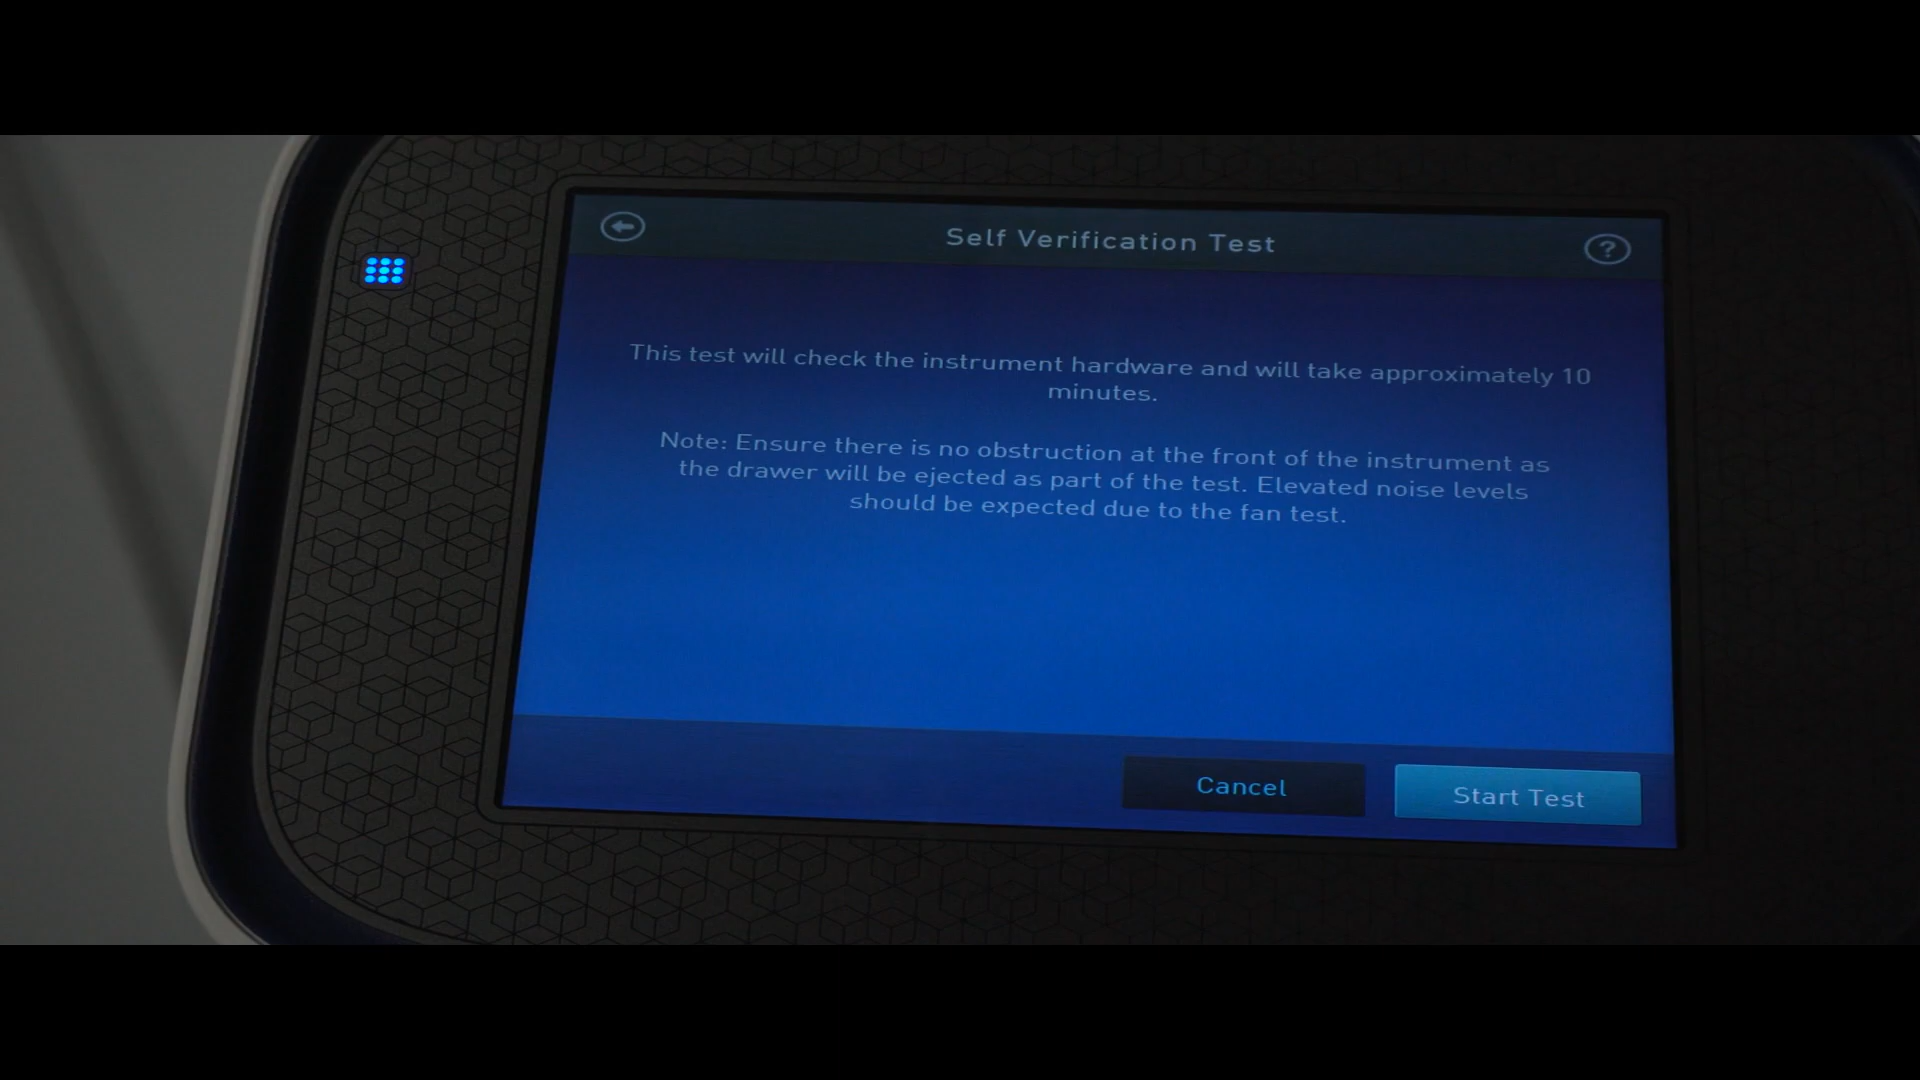 Self Verification Test
?
This test will check the instrument hardware and will take approximately 10
minutes.
Note: Ensure there is no obstruction at the front of the instrument as
the drawer will be ejected as part of the test. Elevated noise levels
should be expected due to the fan test.
Cancel
Start Test